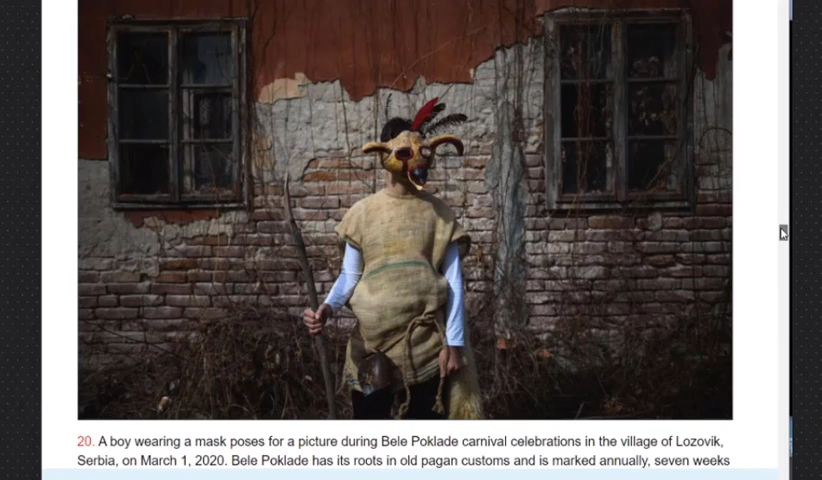 20. A boy wearing a mask poses for a picture during Bele Poklade carnival celebrations in the village of Lozovik,
Serbia, on March 1, 2020. Bele Poklade has its roots in old pagan customs and is marked annually, seven weeks